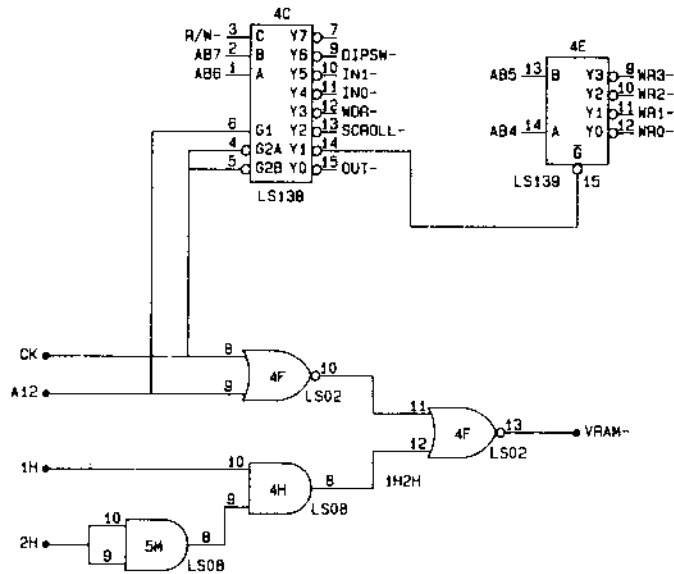 4C
R/W- 3 C Y7 7
AB7 2 B Y6 9 DIPSW-
AB6 1 A Y5 10 IN1-
Y4 11 IN0-
Y3 12 WDR-
6 G1 Y2 13 SCROLL-
4 G2A Y1 14
5 G2B Y0 15 OUT-
LS138
4E
AB5 13 B Y3 9 WR3-
Y2 10 WR2-
Y1 11 WR1-
AB4 14 A Y0 12 WR0-
G
LS139 15
CK 8
4F 10
A12 9 LS02
11
4F 13 VRAM-
12 LS02
1H 10
4H 8 1H2H
9 LS08
10
2H 5M 8
9 LS08